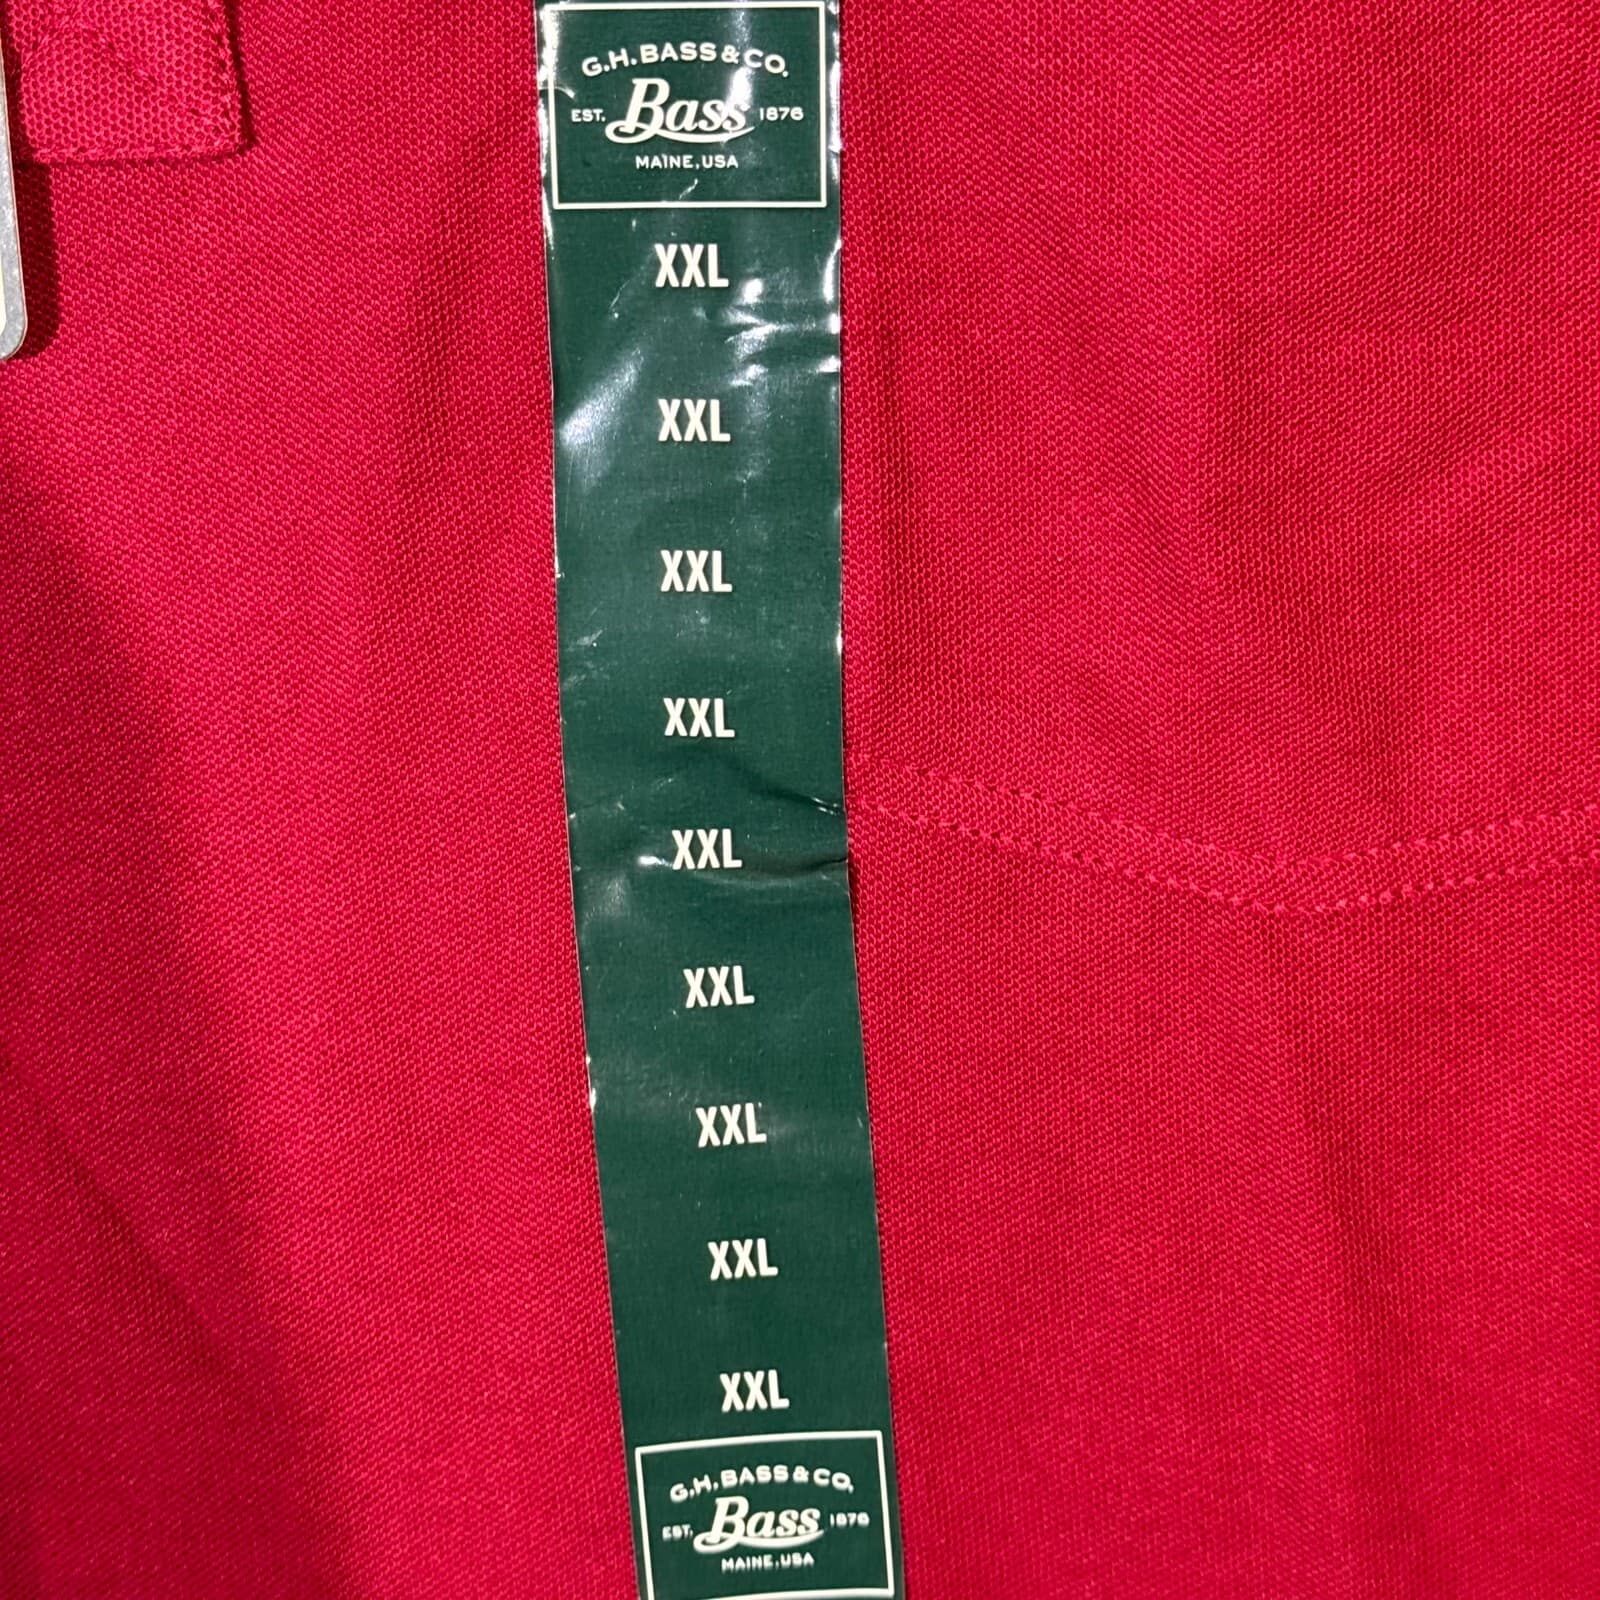 G.H. BASS & CO.
EST. Bass 1876
MAINE, USA
XXL
XXL
XXL
XXL
XXL
XXL
XXL
XXL
XXL
G.H. BASS & CO.
EST. Bass 1876
MAINE, USA